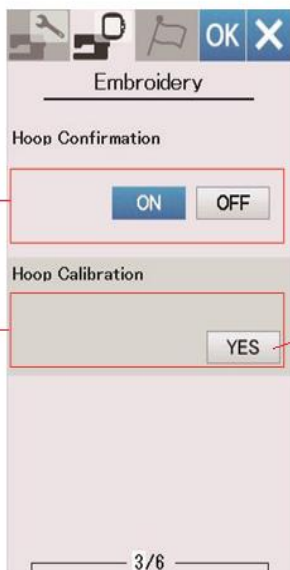 OK
Embroidery
Hoop Confirmation
ON OFF
Hoop Calibration
YES
3/6